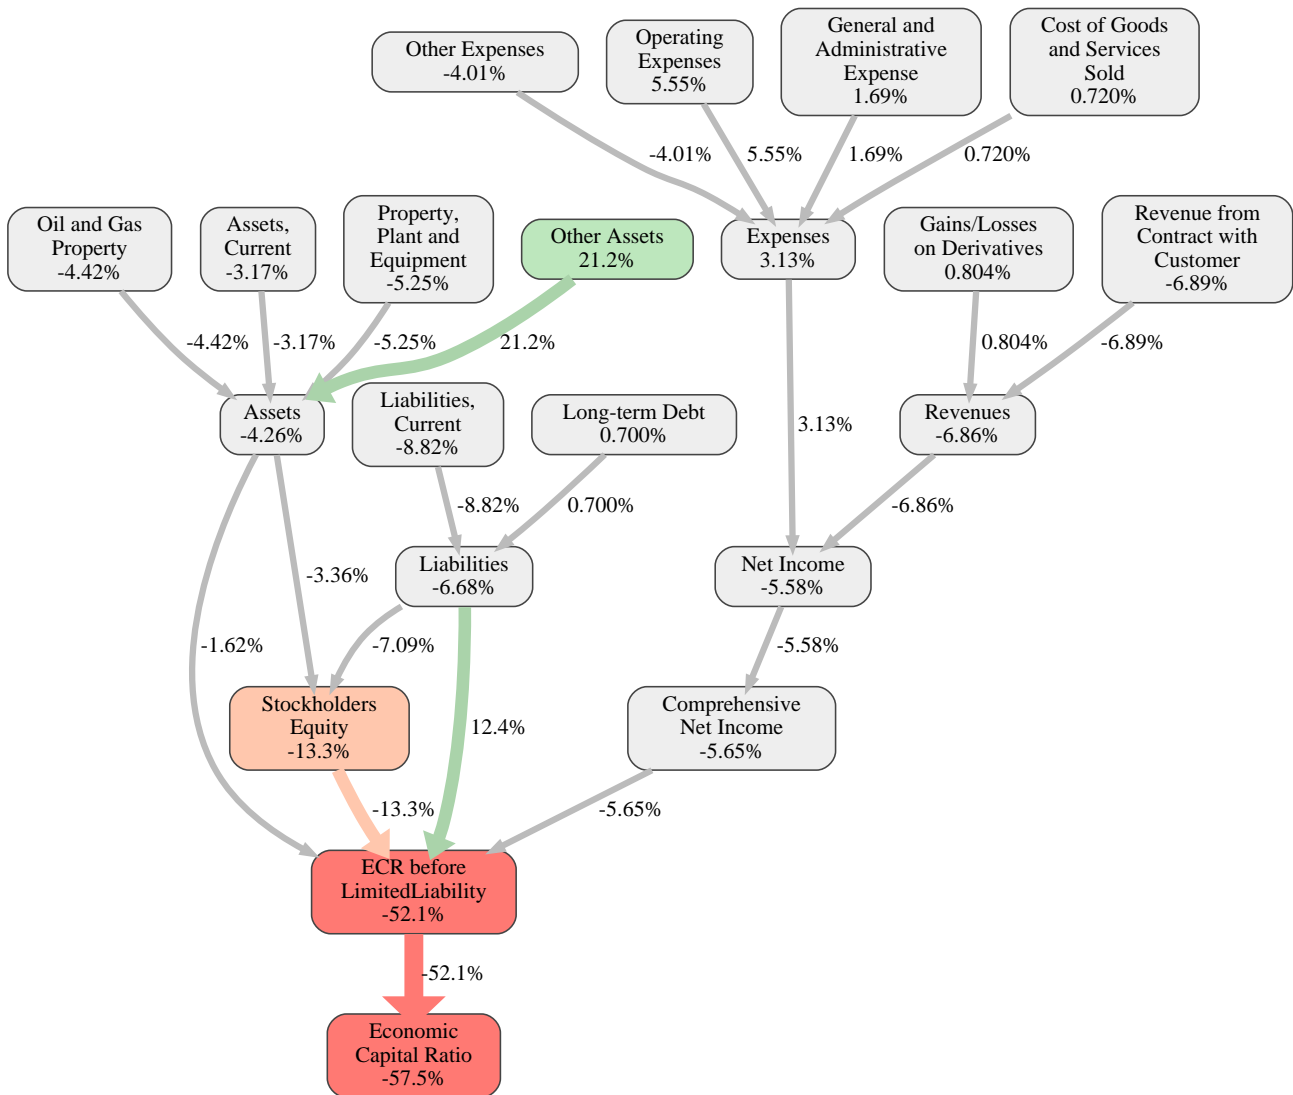 Other Expenses
-4.01%
Operating
Expenses
5.55%
General and
Administrative
Expense
1.69%
Cost of Goods
and Services
Sold
0.720%
-4.01%
5.55%
1.69%
0.720%
Oil and Gas
Property
-4.42%
Assets,
Current
-3.17%
Property,
Plant and
Equipment
-5.25%
Other Assets
21.2%
Expenses
3.13%
Gains/Losses
on Derivatives
0.804%
Revenue from
Contract with
Customer
-6.89%
-4.42%
-3.17%
-5.25%
21.2%
0.804%
-6.89%
Assets
-4.26%
Liabilities,
Current
-8.82%
Long-term Debt
0.700%
3.13%
Revenues
-6.86%
-8.82%
0.700%
-6.86%
-3.36%
Liabilities
-6.68%
Net Income
-5.58%
-1.62%
-7.09%
-5.58%
Stockholders
Equity
-13.3%
12.4%
Comprehensive
Net Income
-5.65%
-13.3%
-5.65%
ECR before
LimitedLiability
-52.1%
-52.1%
Economic
Capital Ratio
-57.5%